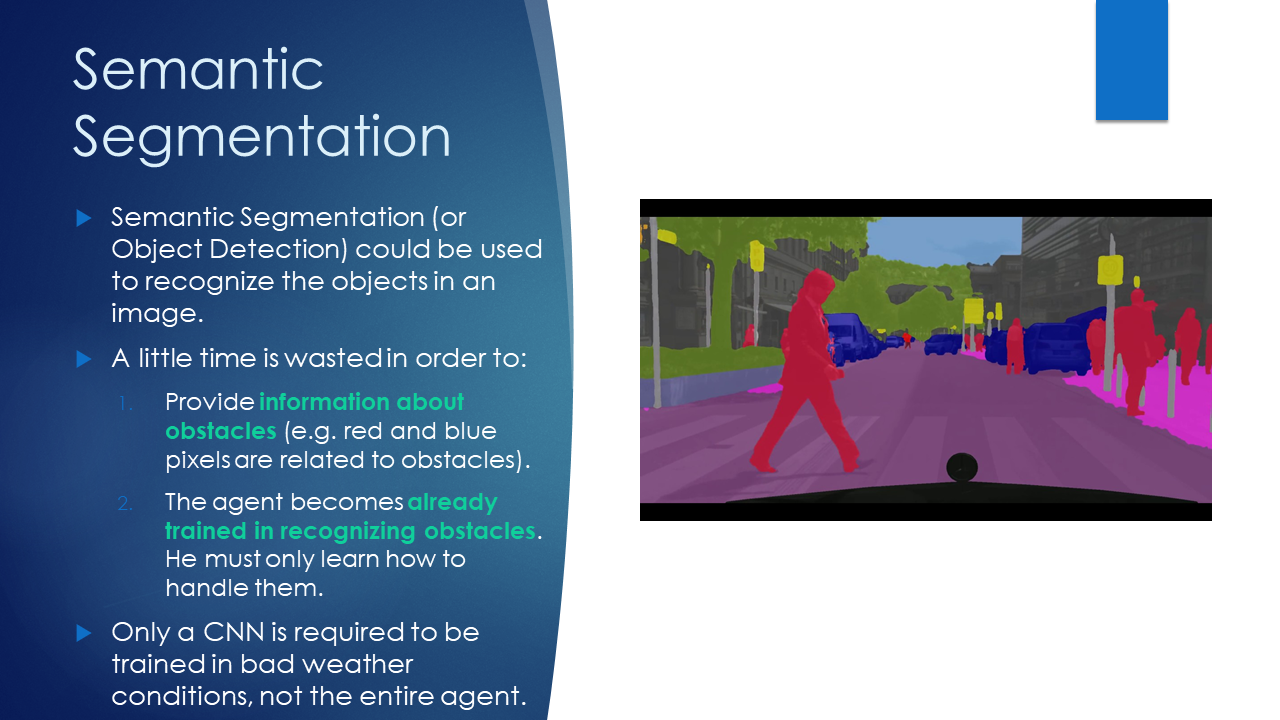 Semantic
Segmentation
Semantic Segmentation (or
Object Detection) could be used
to recognize the objects in an
image.
A little time is wasted in order to:
1. Provide information about
obstacles (e.g. red and blue
pixels are related to obstacles).
2. The agent becomes already
trained in recognizing obstacles.
He must only learn how to
handle them.
Only a CNN is required to be
trained in bad weather
conditions, not the entire agent.